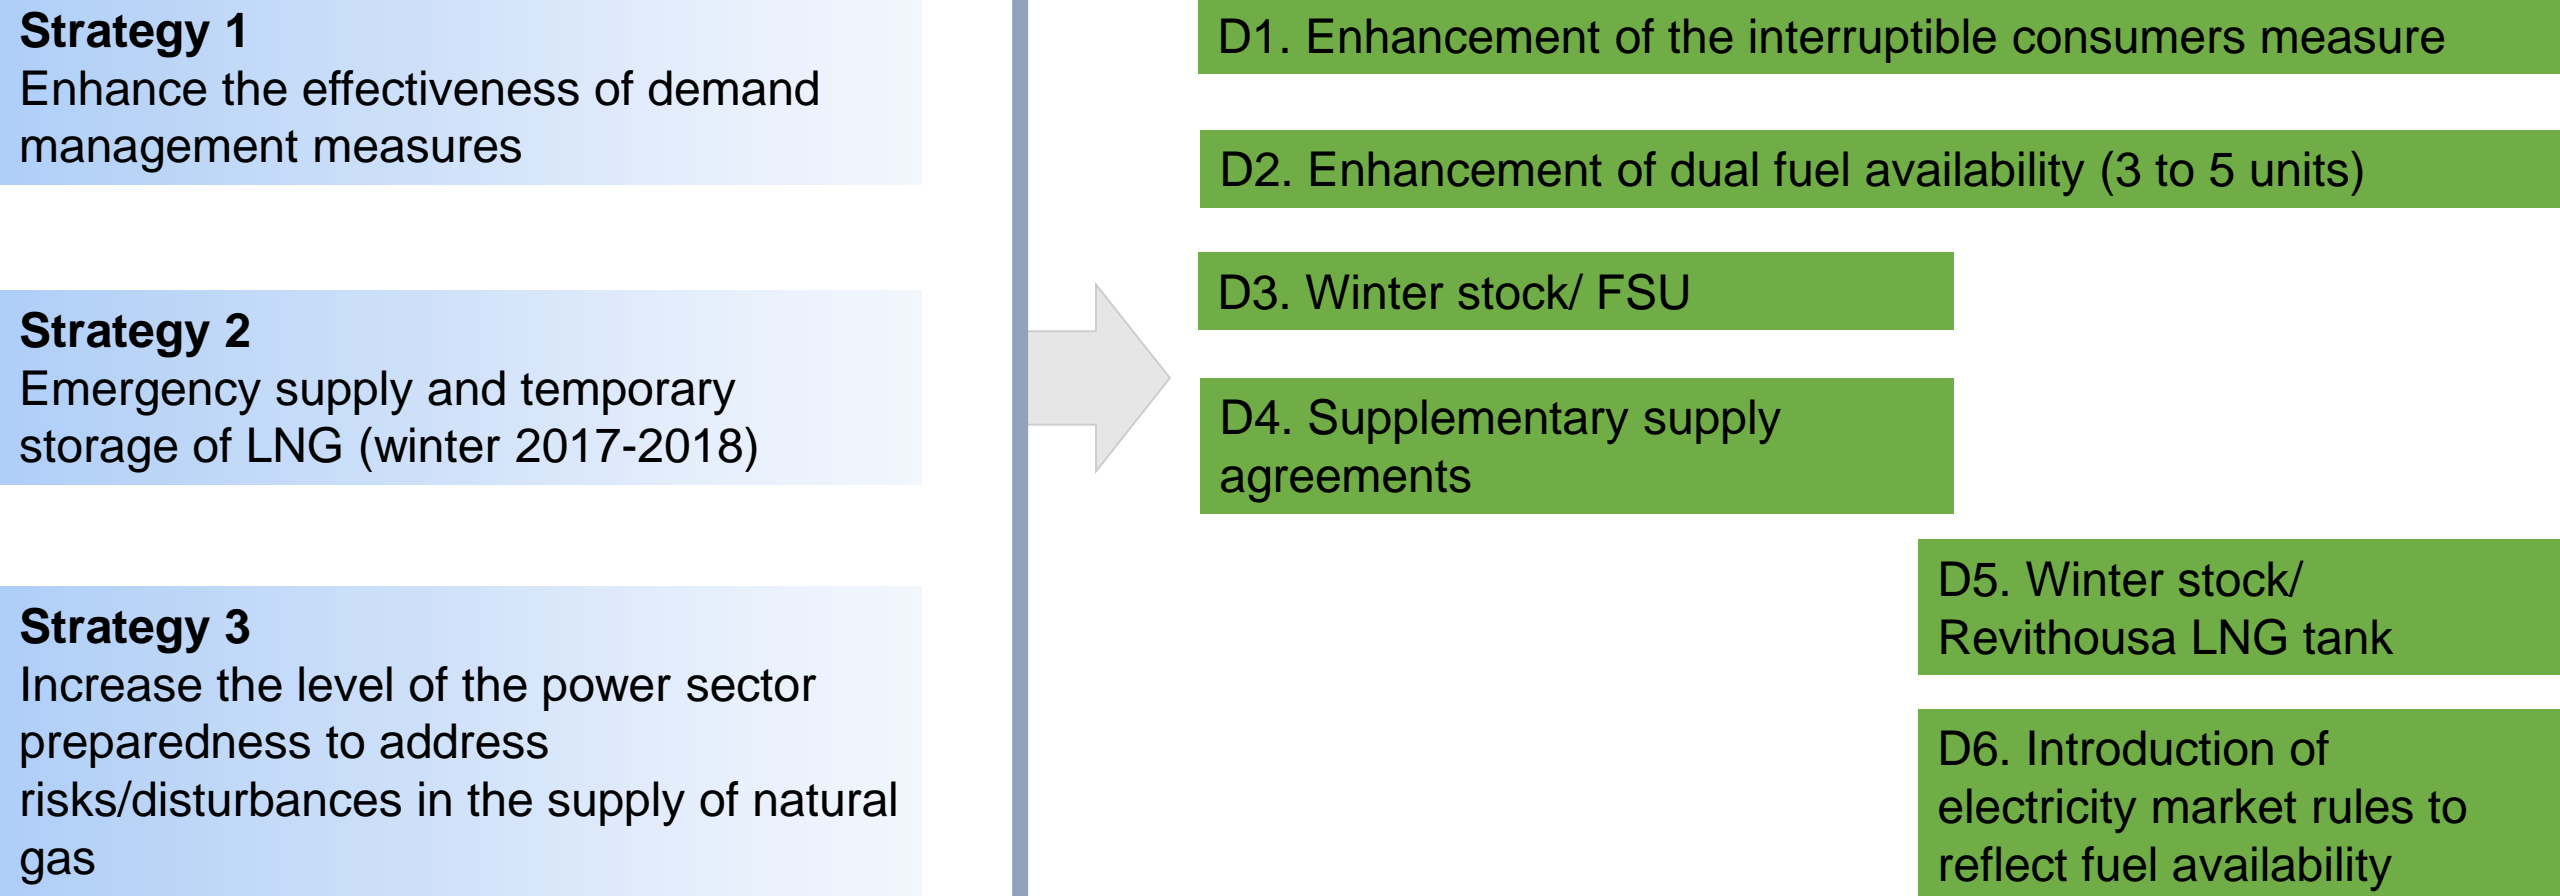 Strategy 1
Enhance the effectiveness of demand
management measures
Strategy 2
Emergency supply and temporary
storage of LNG (winter 2017-2018)
Strategy 3
Increase the level of the power sector
preparedness to address
risks/disturbances in the supply of natural
gas
D1. Enhancement of the interruptible consumers measure
D2. Enhancement of dual fuel availability (3 to 5 units)
D3. Winter stock/ FSU
D4. Supplementary supply
agreements
D5. Winter stock/
Revithousa LNG tank
D6. Introduction of
electricity market rules to
reflect fuel availability